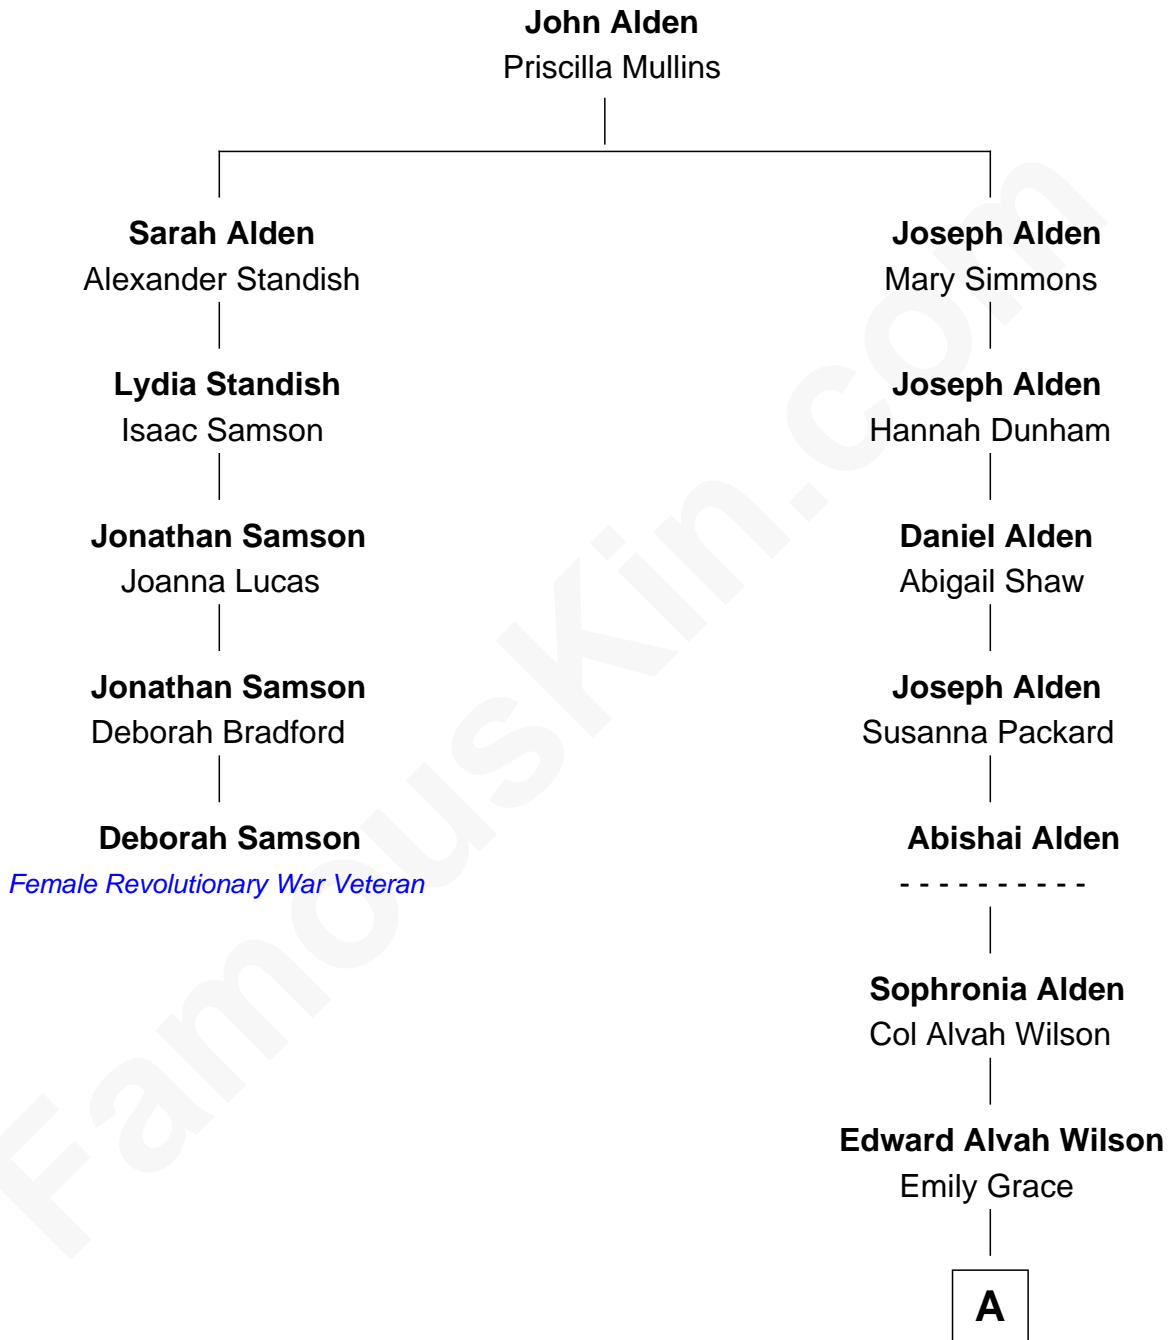 John Alden
Priscilla Mullins
Sarah Alden
Alexander Standish
Joseph Alden
Mary Simmons
Lydia Standish
Isaac Samson
Joseph Alden
Hannah Dunham
Jonathan Samson
Joanna Lucas
Daniel Alden
Abigail Shaw
Jonathan Samson
Deborah Bradford
Joseph Alden
Susanna Packard
Deborah Samson
Female Revolutionary War Veteran
Abishai Alden
- - - - - - - - - -
Sophronia Alden
Col Alvah Wilson
Edward Alvah Wilson
Emily Grace
A
FamousKin.com